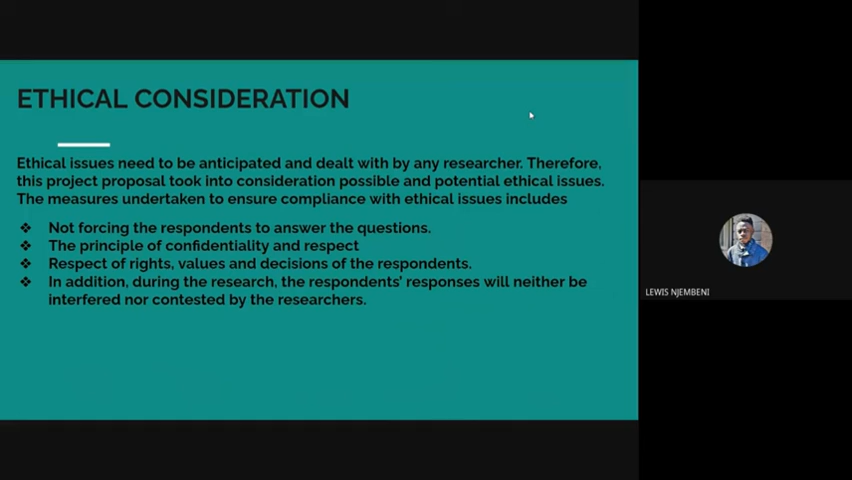 ETHICAL CONSIDERATION
Ethical issues need to be anticipated and dealt with by any researcher. Therefore,
this project proposal took into consideration possible and potential ethical issues.
The measures undertaken to ensure compliance with ethical issues includes
❖ Not forcing the respondents to answer the questions.
❖ The principle of confidentiality and respect
❖ Respect of rights, values and decisions of the respondents.
❖ In addition, during the research, the respondents' responses will neither be
interfered nor contested by the researchers.
LEWIS NJEMBENI